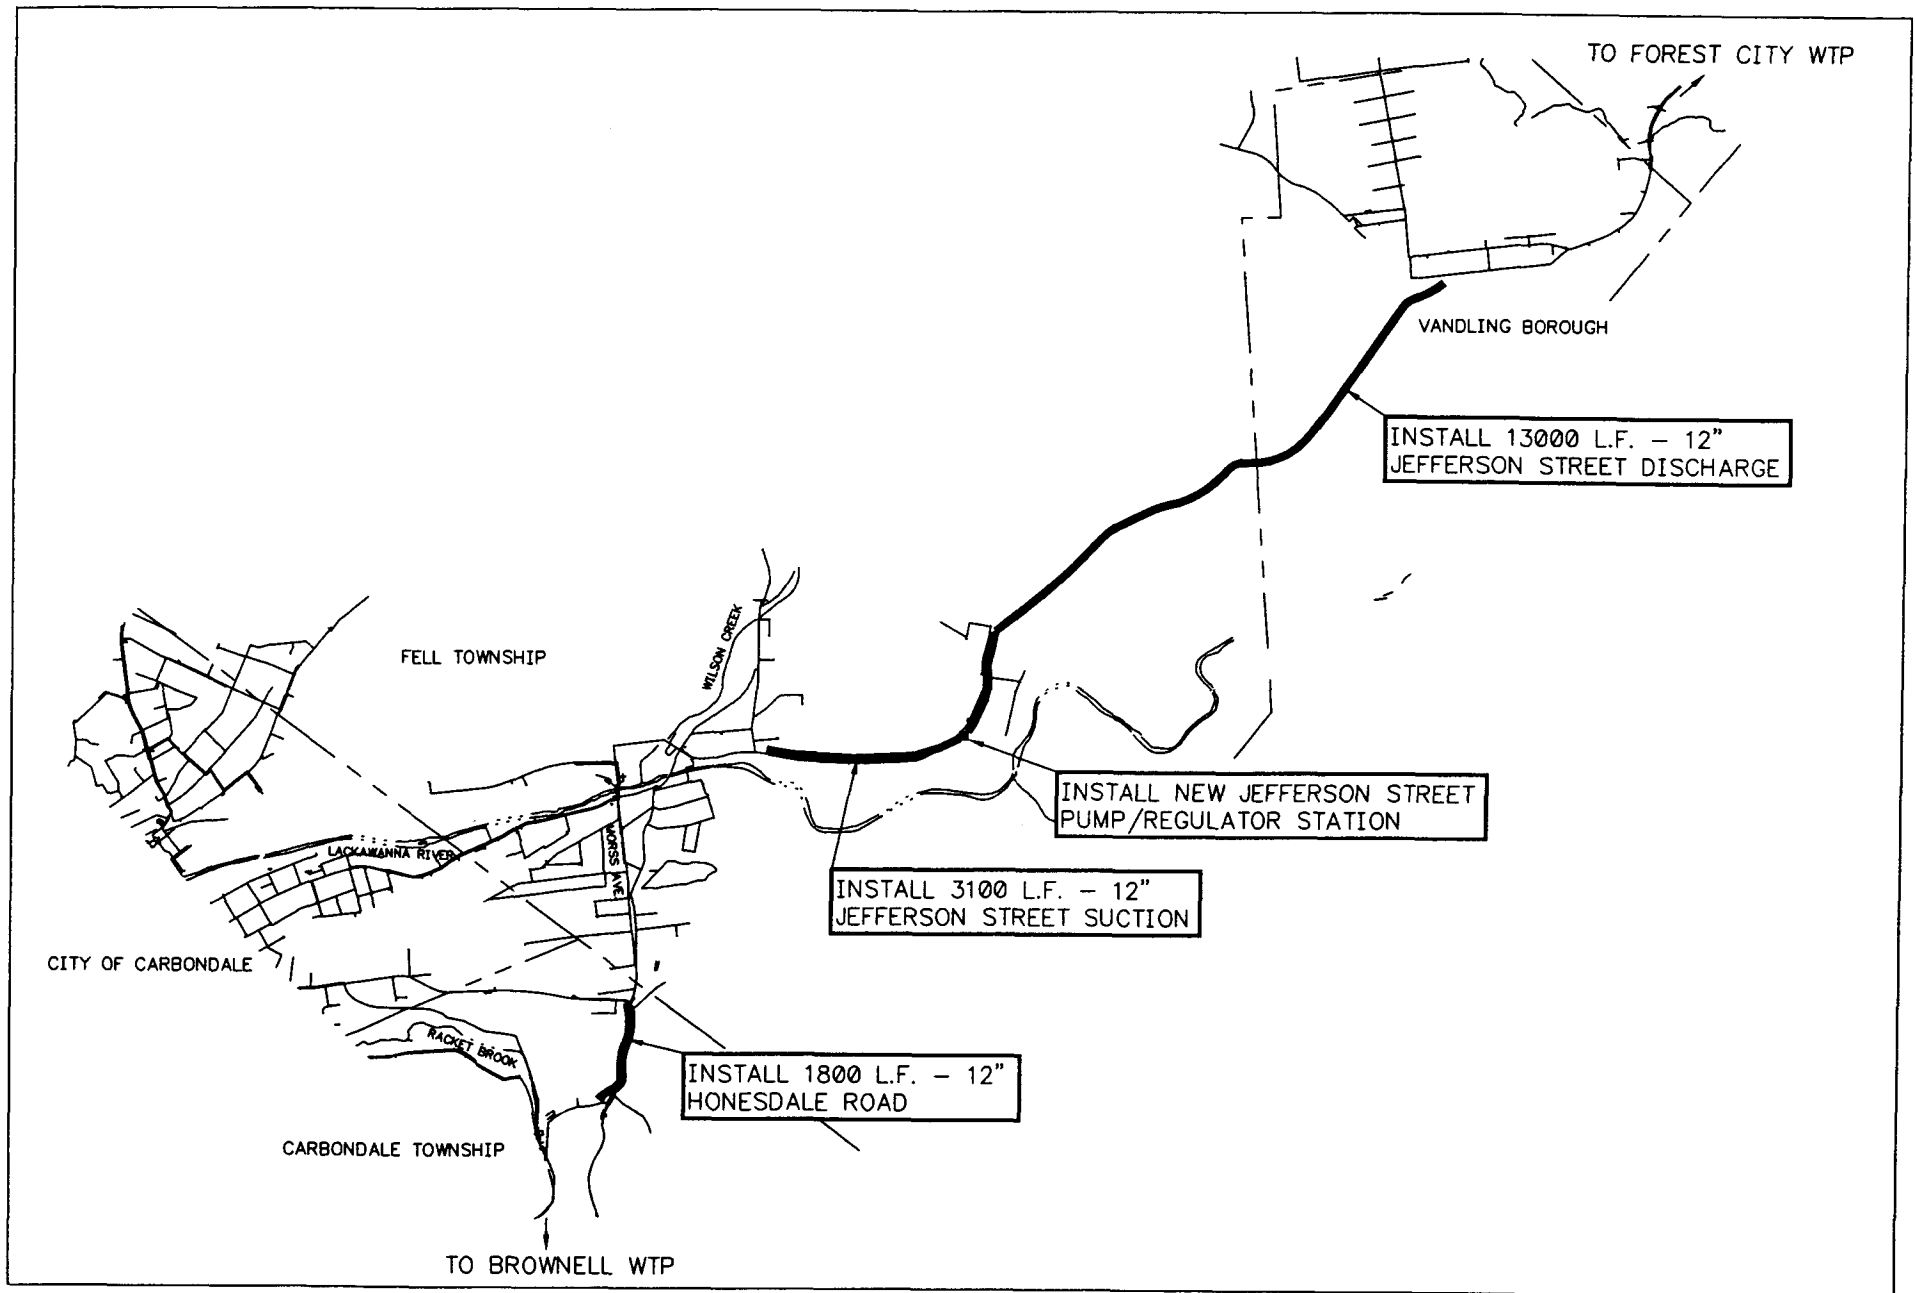 TO FOREST CITY WTP
VANDLING BOROUGH
INSTALL 13000 L.F. – 12”
JEFFERSON STREET DISCHARGE
WILSON CREEK
FELL TOWNSHIP
INSTALL NEW JEFFERSON STREET
PUMP/REGULATOR STATION
MORSS AVE
LACKAWANNA RIVER
INSTALL 3100 L.F. – 12”
JEFFERSON STREET SUCTION
CITY OF CARBONDALE
RACKET BROOK
INSTALL 1800 L.F. – 12”
HONESDALE ROAD
CARBONDALE TOWNSHIP
TO BROWNELL WTP